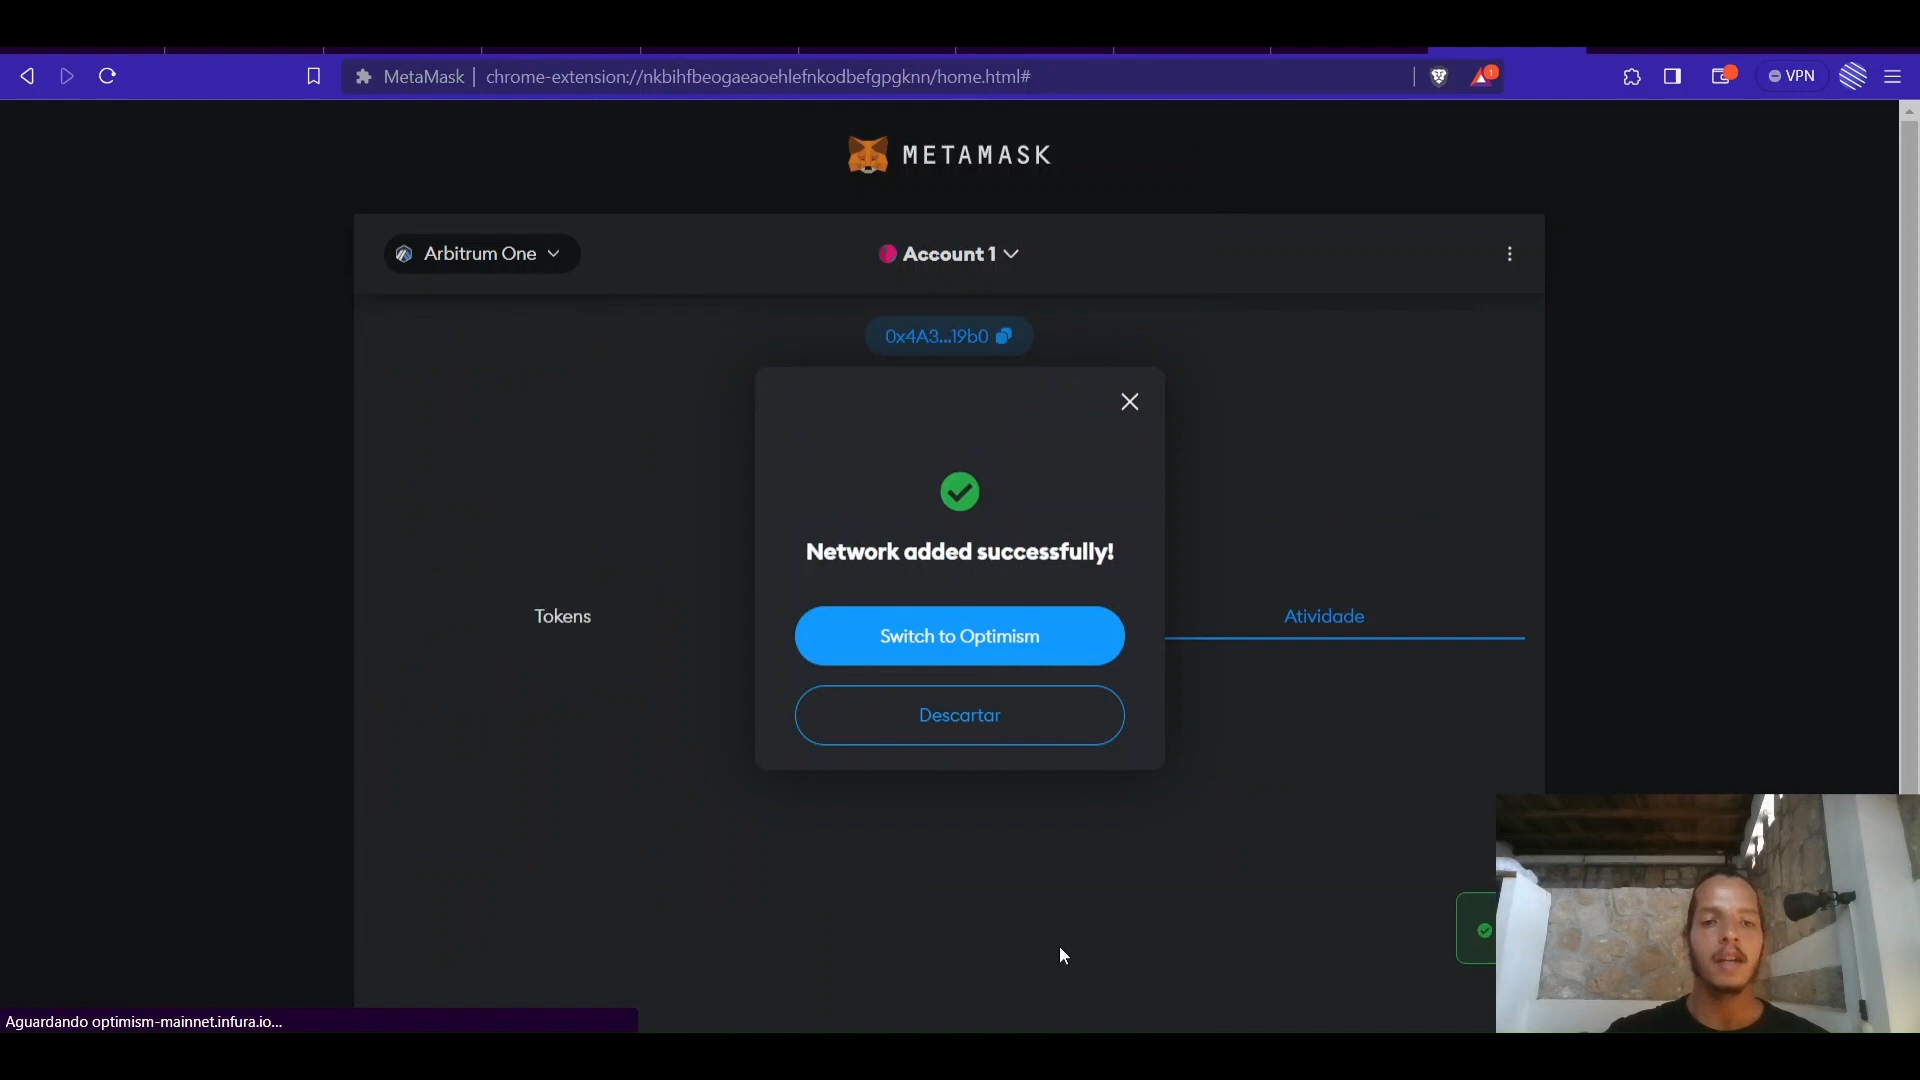 MetaMask
chrome-extension://nkbihfbeogaeaoehlefnkodbefgpgknn/home.html#
1
VPN
METAMASK
Arbitrum One
Account 1
0x4A3...19b0
Network added successfully!
Tokens
Atividade
Switch to Optimism
Descartar
Aguardando optimism-mainnet.infura.io...